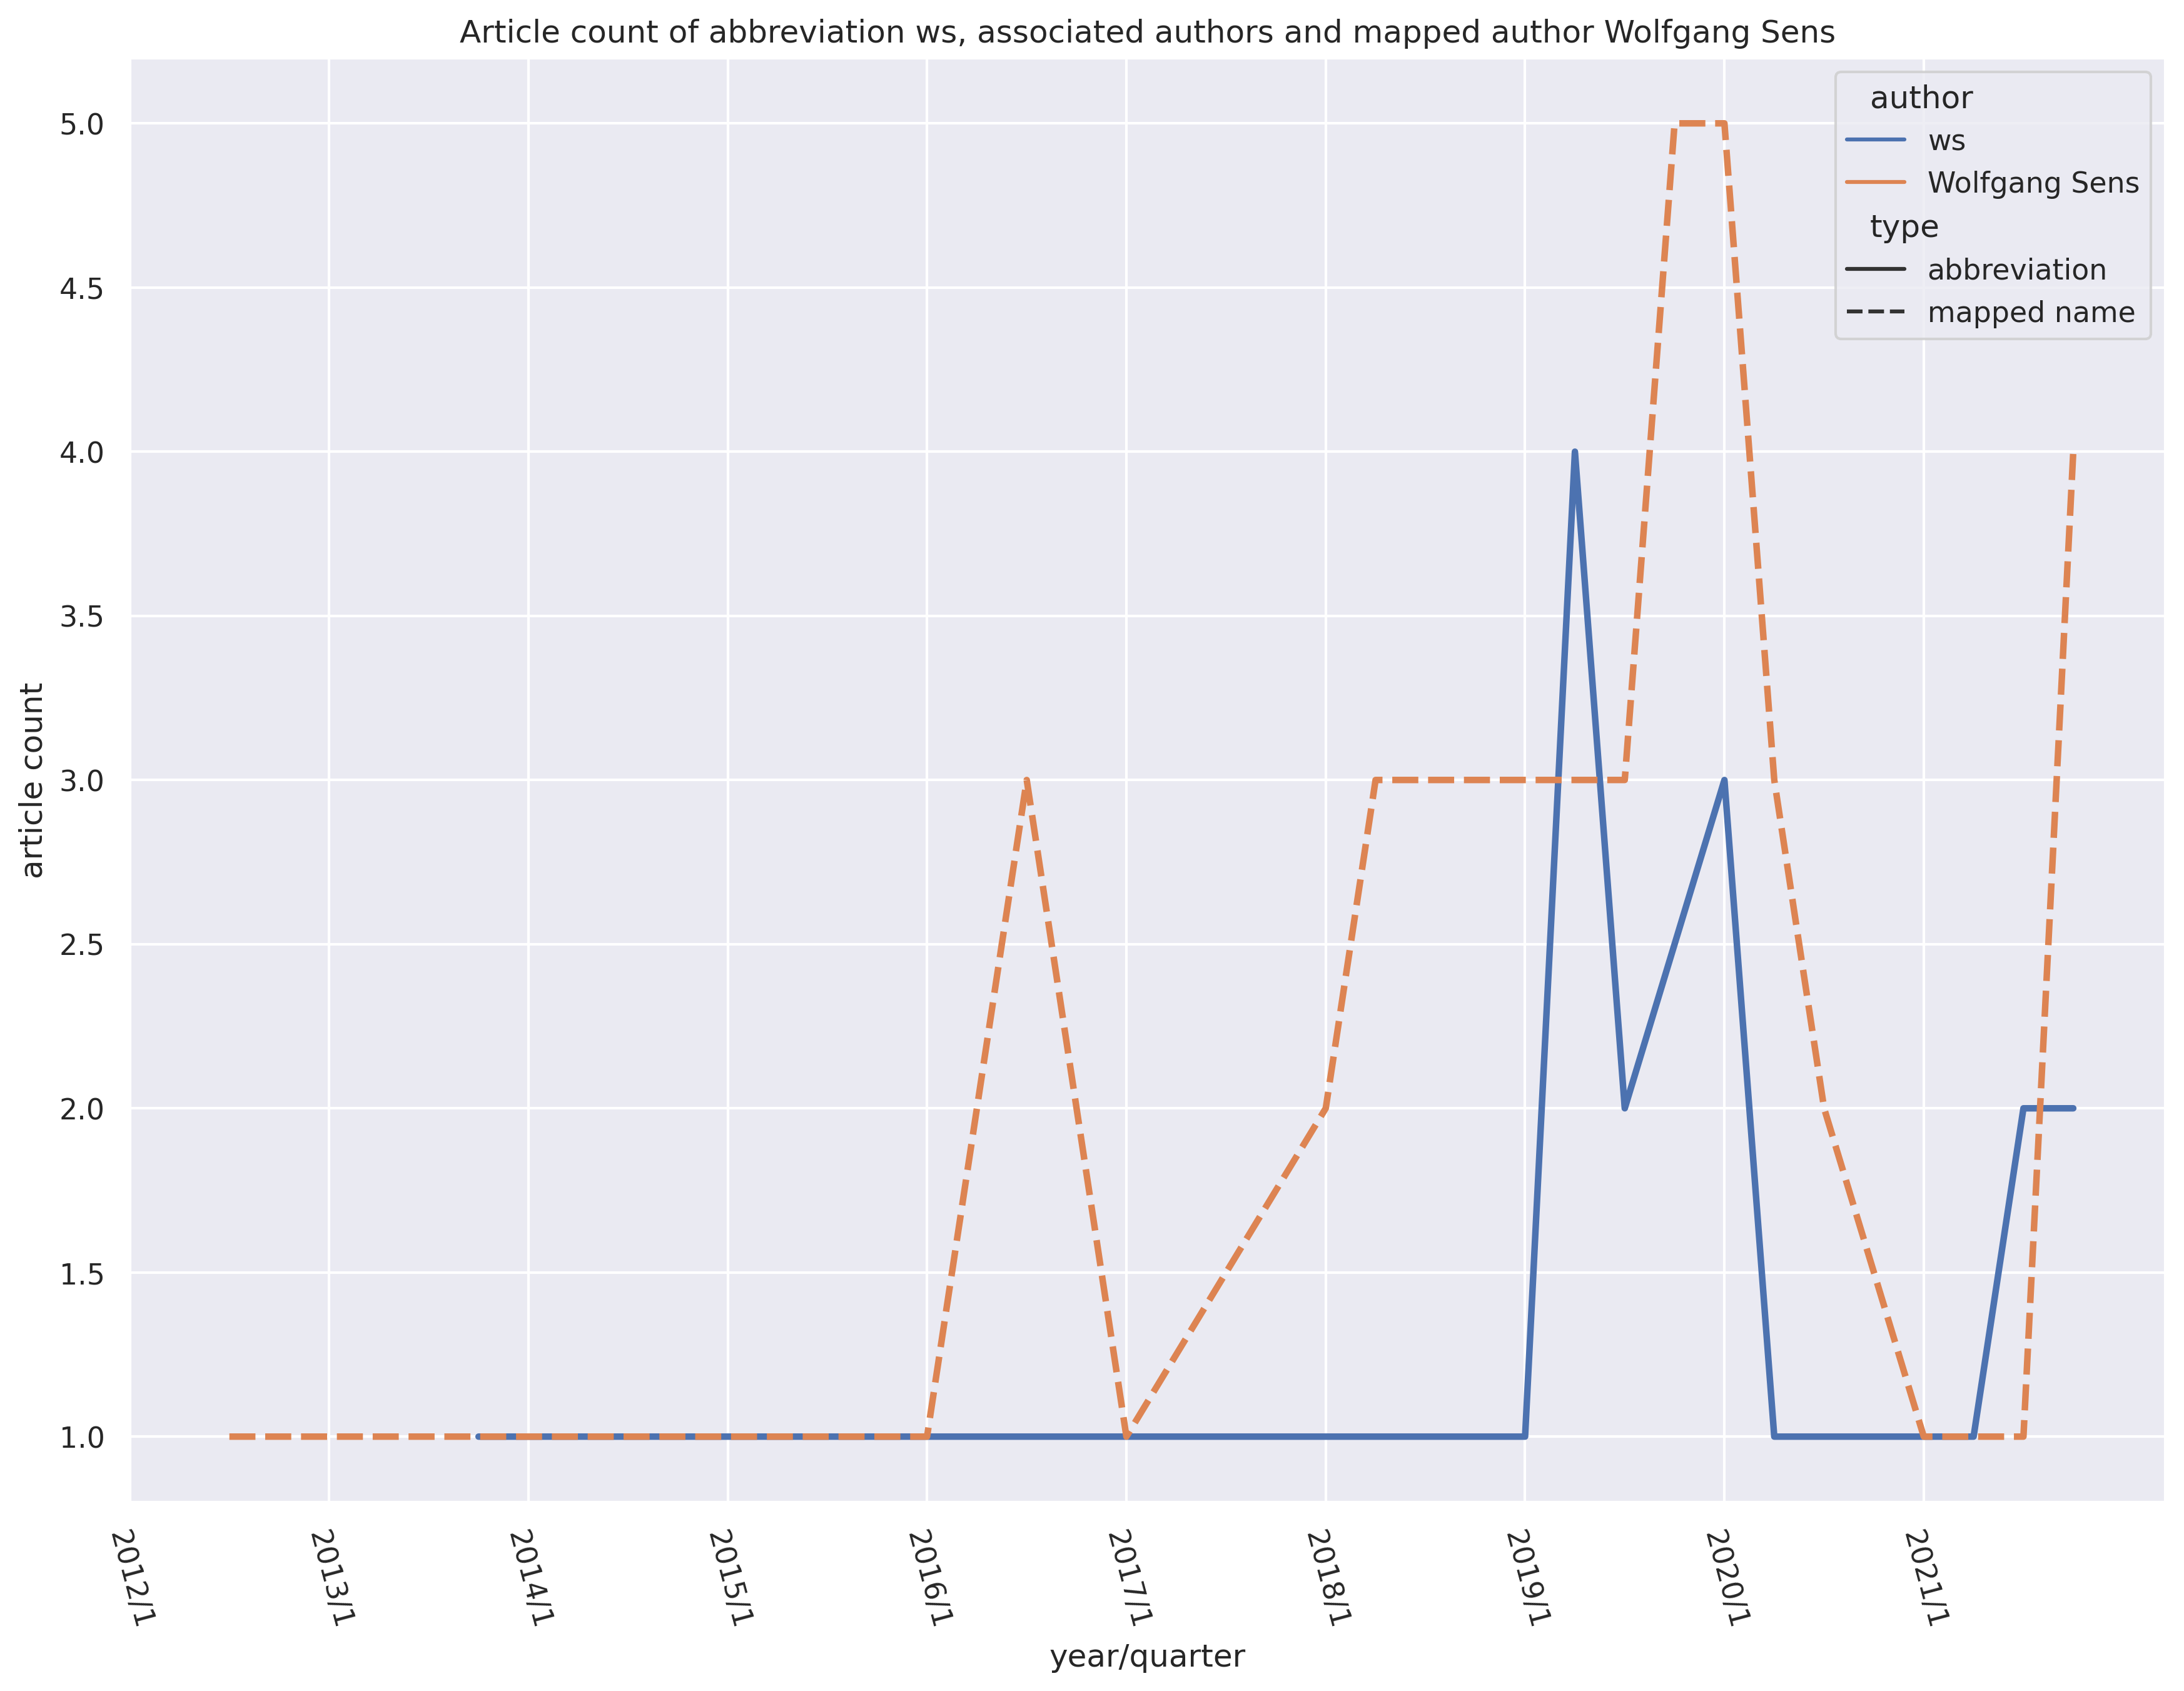 Article count of abbreviation ws, associated authors and mapped author Wolfgang Sens
author
ws
Wolfgang Sens
type
abbreviation
mapped name
5.0
4.5
4.0
3.5
3.0
2.5
2.0
1.5
1.0
article count
2012/1
2013/1
2014/1
2015/1
2016/1
2017/1
2018/1
2019/1
2020/1
2021/1
year/quarter